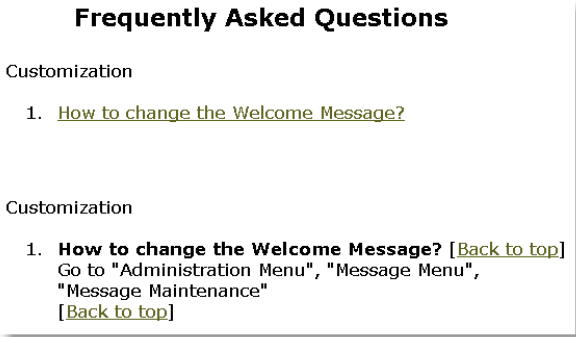 Frequently Asked Questions
Customization
1. How to change the Welcome Message?
Customization
1. How to change the Welcome Message? [Back to top]
Go to "Administration Menu", "Message Menu",
"Message Maintenance"
[Back to top]